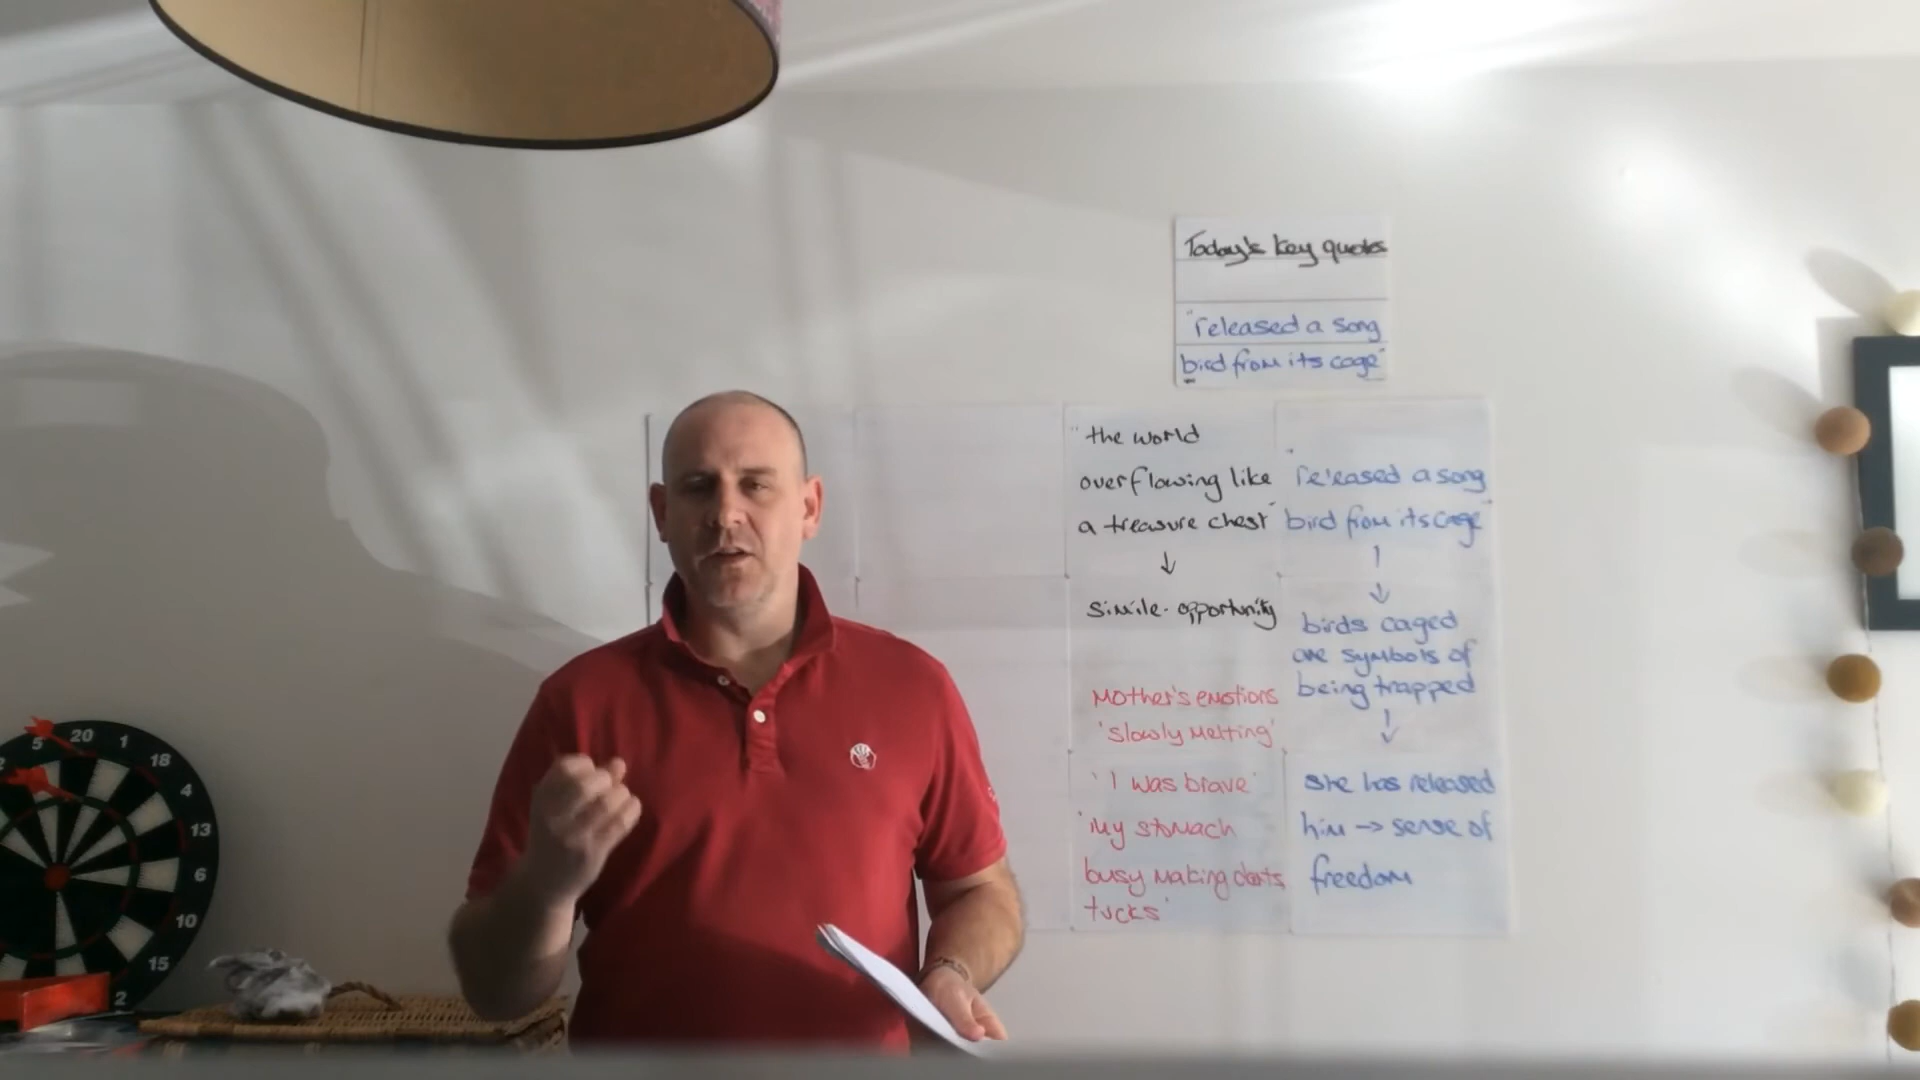 Today's key quotes
"released a song
bird from its cage"
"the world
overflowing like
a treasure chest"
↓
simile - opportunity
Mother's emotions
'slowly melting'
'I was brave'
'My stomach
busy making
tucks'
"released a song
bird from its cage"
↓
birds caged
are symbols of
being trapped
↓
she has released
him → sense of
freedom
5 20 1
18
4
13
6
10
15
2